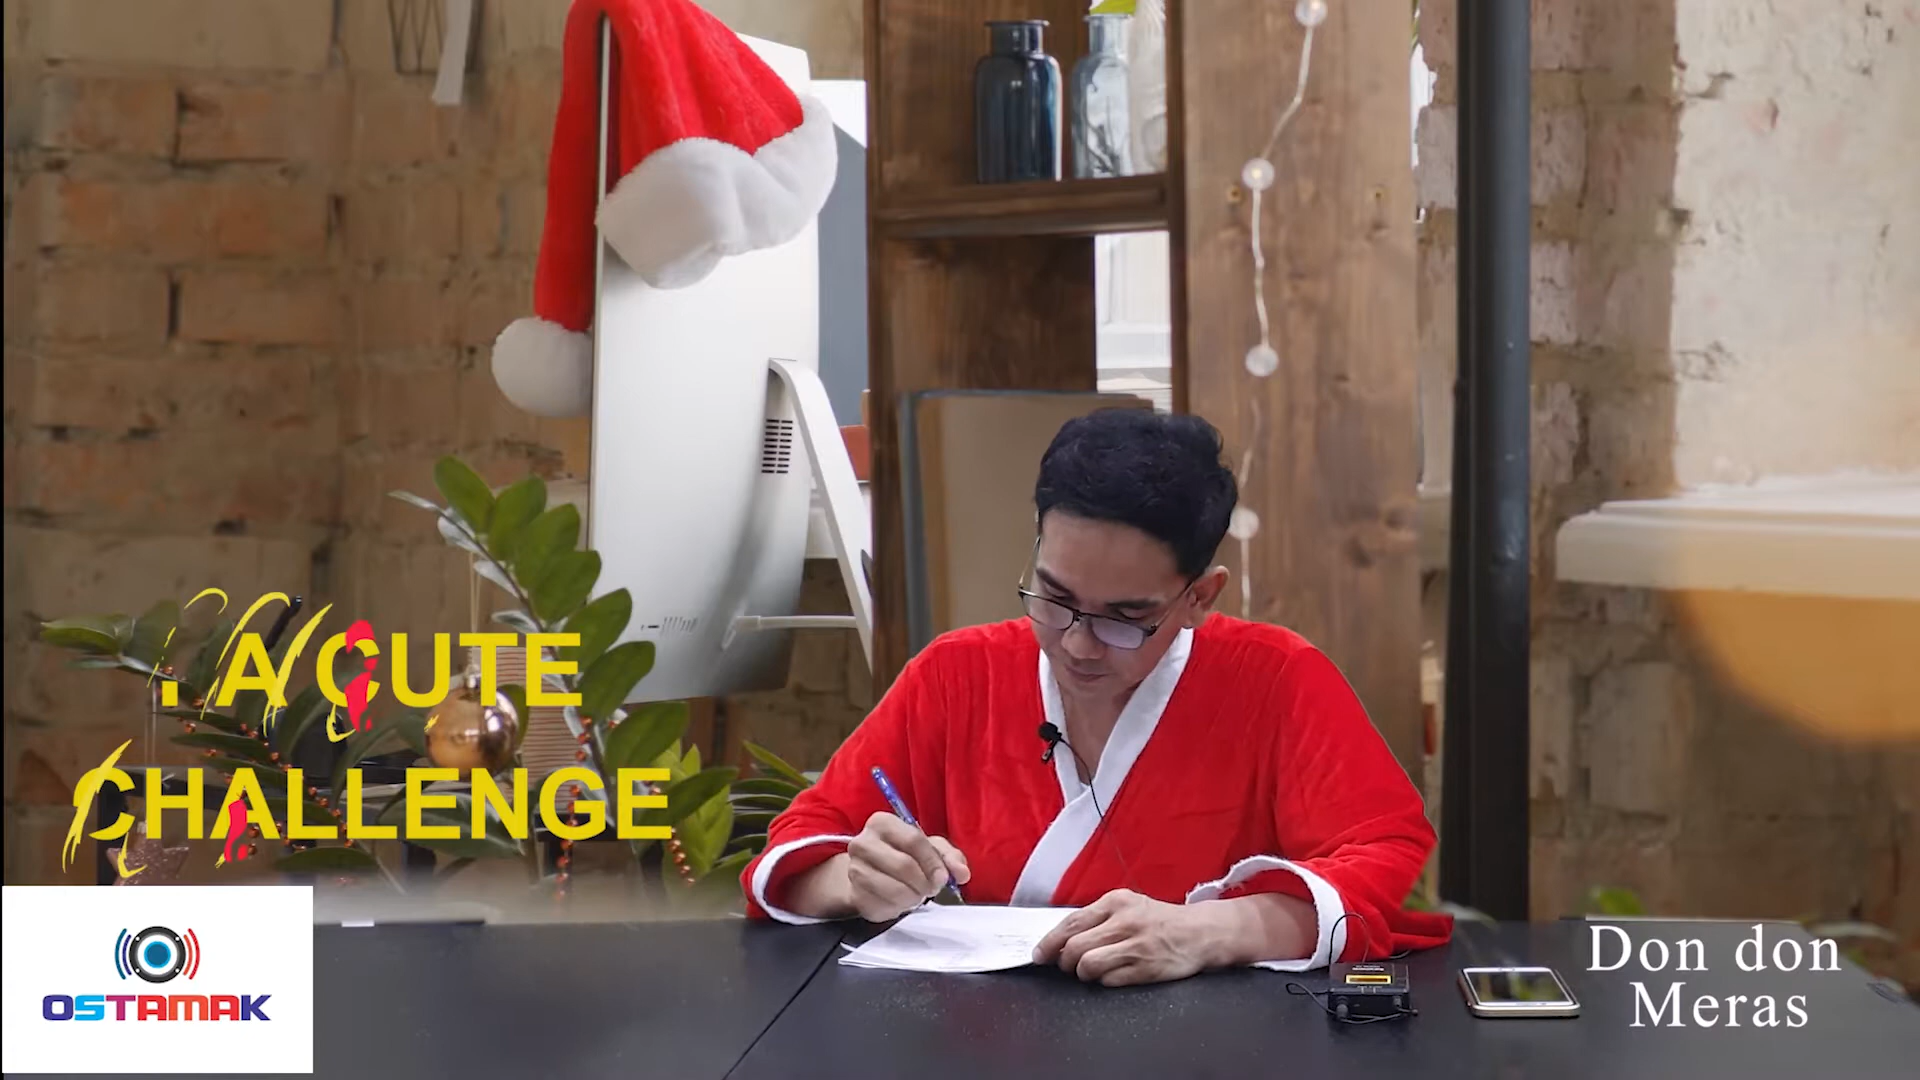 A CUTE
CHALLENGE
OSTAMAK
Don don
Meras